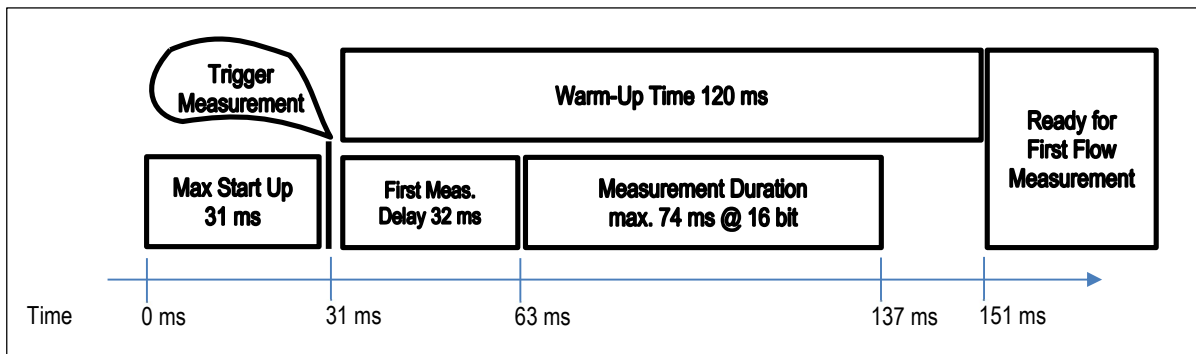 Trigger
Measurement
Warm-Up Time 120 ms
Ready for
First Flow
Measurement
Max Start Up
31 ms
First Meas.
Delay 32 ms
Measurement Duration
max. 74 ms @ 16 bit
Time
0 ms
31 ms
63 ms
137 ms
151 ms